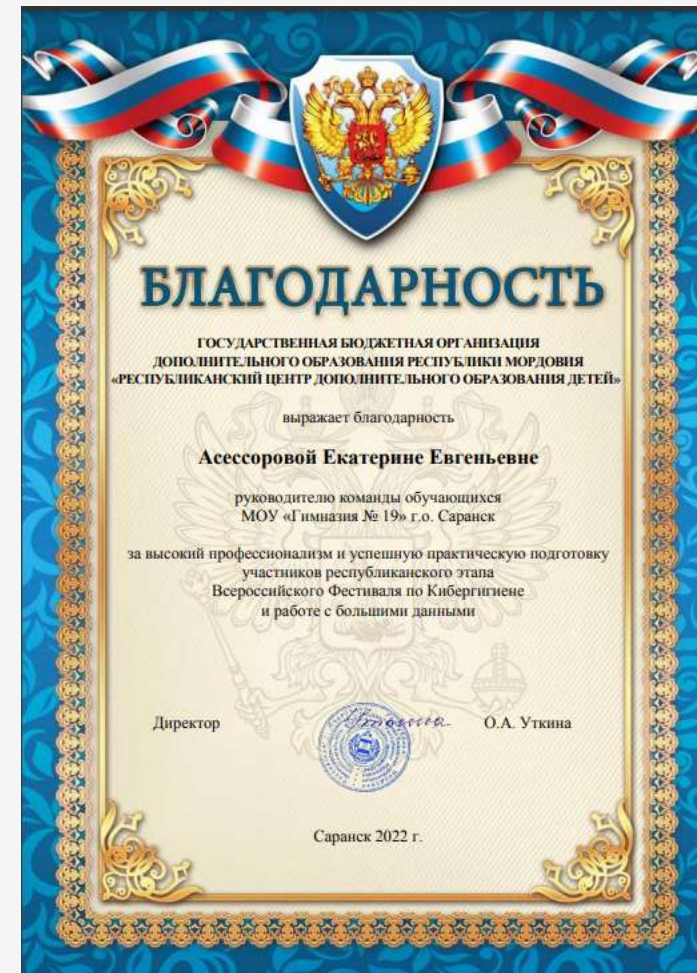 БЛАГОДАРНОСТЬ
ГОСУДАРСТВЕННАЯ БЮДЖЕТНАЯ ОРГАНИЗАЦИЯ
ДОПОЛНИТЕЛЬНОГО ОБРАЗОВАНИЯ РЕСПУБЛИКИ МОРДОВИЯ
«РЕСПУБЛИКАНСКИЙ ЦЕНТР ДОПОЛНИТЕЛЬНОГО ОБРАЗОВАНИЯ ДЕТЕЙ»
выражает благодарность
Асессоровой Екатерине Евгеньевне
руководителю команды обучающихся
МОУ «Гимназия № 19» г.о. Саранск
за высокий профессионализм и успешную практическую подготовку
участников республиканского этапа
Всероссийского Фестиваля по Кибергигиене
и работе с большими данными
Директор О.А. Уткина
Саранск 2022 г.